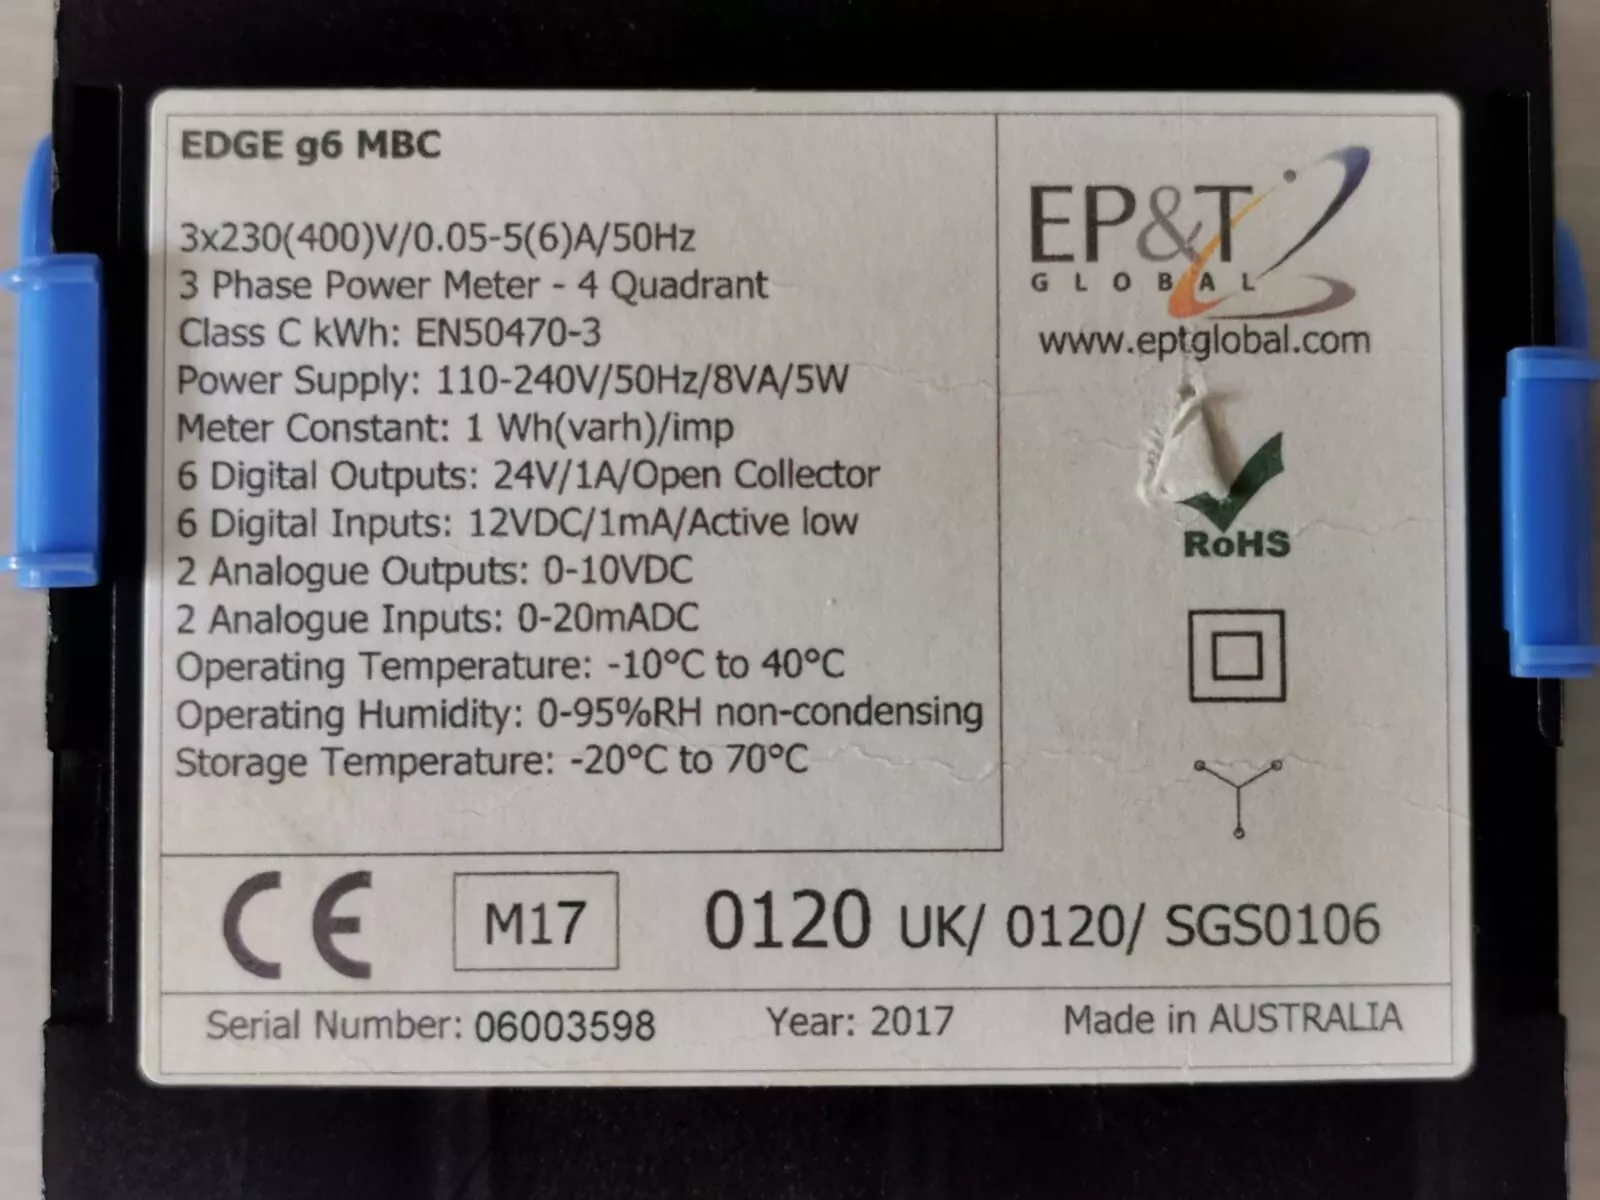 EDGE g6 MBC
3x230(400)V/0.05-5(6)A/50Hz
3 Phase Power Meter - 4 Quadrant
Class C kWh: EN50470-3
Power Supply: 110-240V/50Hz/8VA/5W
Meter Constant: 1 Wh(varh)/imp
6 Digital Outputs: 24V/1A/Open Collector
6 Digital Inputs: 12VDC/1mA/Active low
2 Analogue Outputs: 0-10VDC
2 Analogue Inputs: 0-20mADC
Operating Temperature: -10°C to 40°C
Operating Humidity: 0-95%RH non-condensing
Storage Temperature: -20°C to 70°C
EP&T
GLOBAL
www.eptglobal.com
RoHS
CE M17 0120 UK/ 0120/ SGS0106
Serial Number: 06003598 Year: 2017 Made in AUSTRALIA